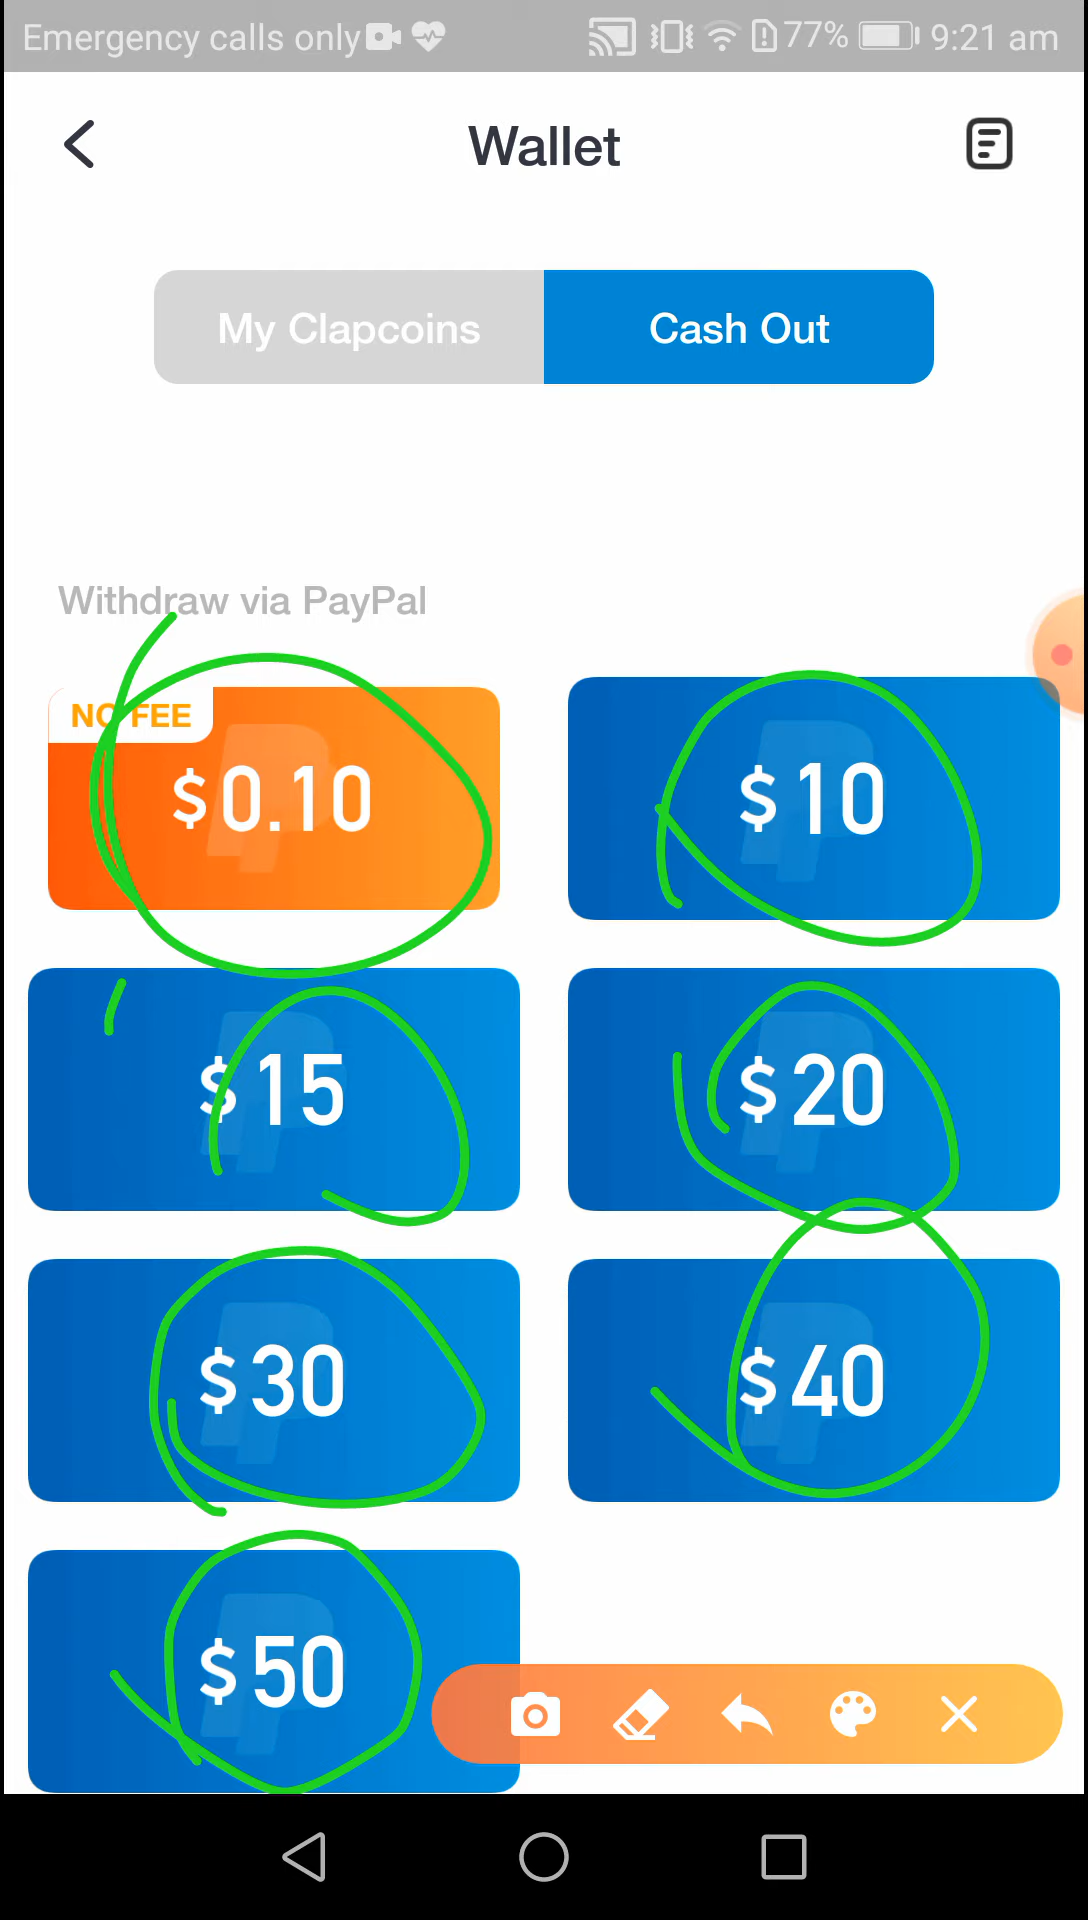 Emergency calls only 77% 9:21 am
Wallet
My Clapcoins Cash Out
Withdraw via PayPal
NO FEE
$0.10 $10
$15 $20
$30 $40
$50